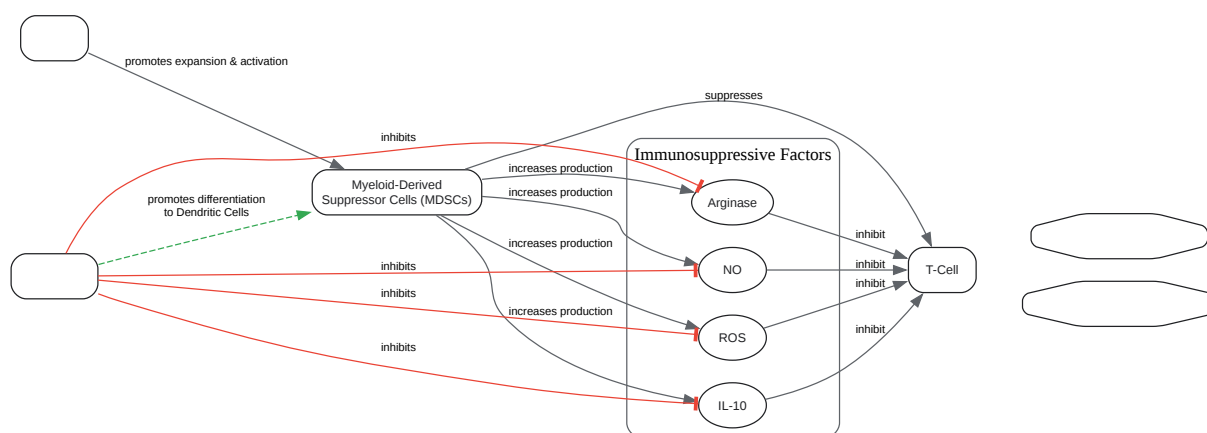 promotes expansion & activation
suppresses
inhibits
Immunosuppressive Factors
increases production
Myeloid-Derived
Suppressor Cells (MDSCs)
increases production
Arginase
promotes differentiation
to Dendritic Cells
inhibit
increases production
inhibits
NO
inhibit
T-Cell
inhibits
inhibit
increases production
ROS
inhibit
inhibits
IL-10